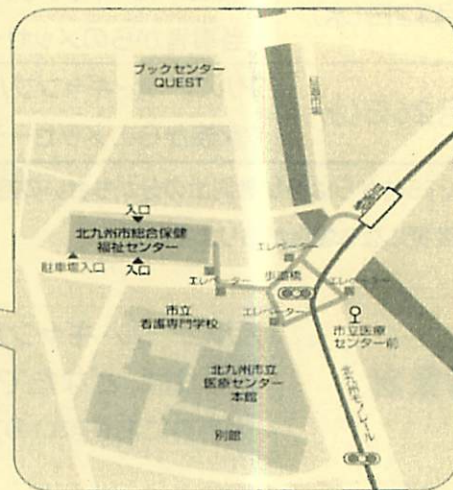 ブックセンター
QUEST
旦過市場
入口
北九州市総合保健
福祉センター
駐車場入口
入口
エレベーター
エレベーター
歩道橋
エレベーター
エレベーター
市立
看護専門学校
市立医療
センター前
北九州市立
医療センター
本館
別館
北九州モノレール